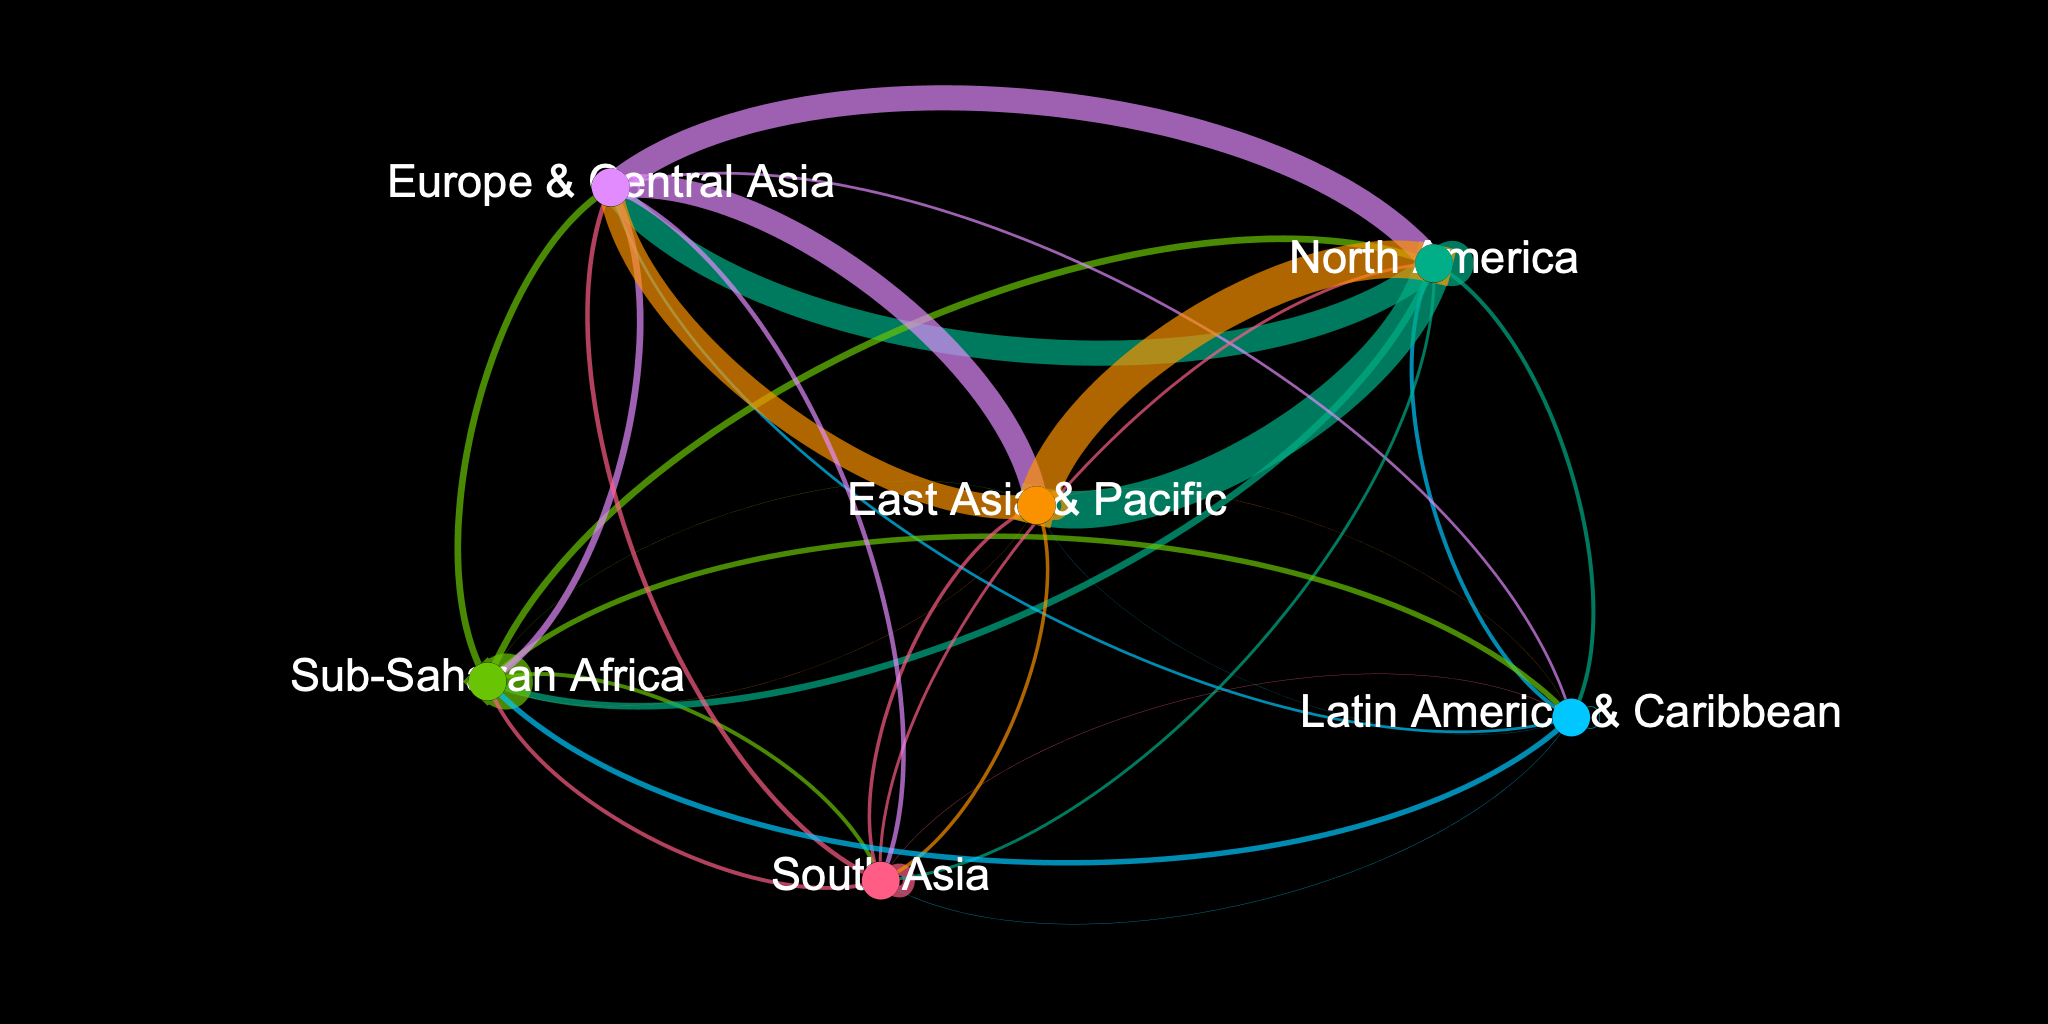 Europe & Central Asia
North America
East Asia & Pacific
Sub-Saharan Africa
Latin America & Caribbean
South Asia